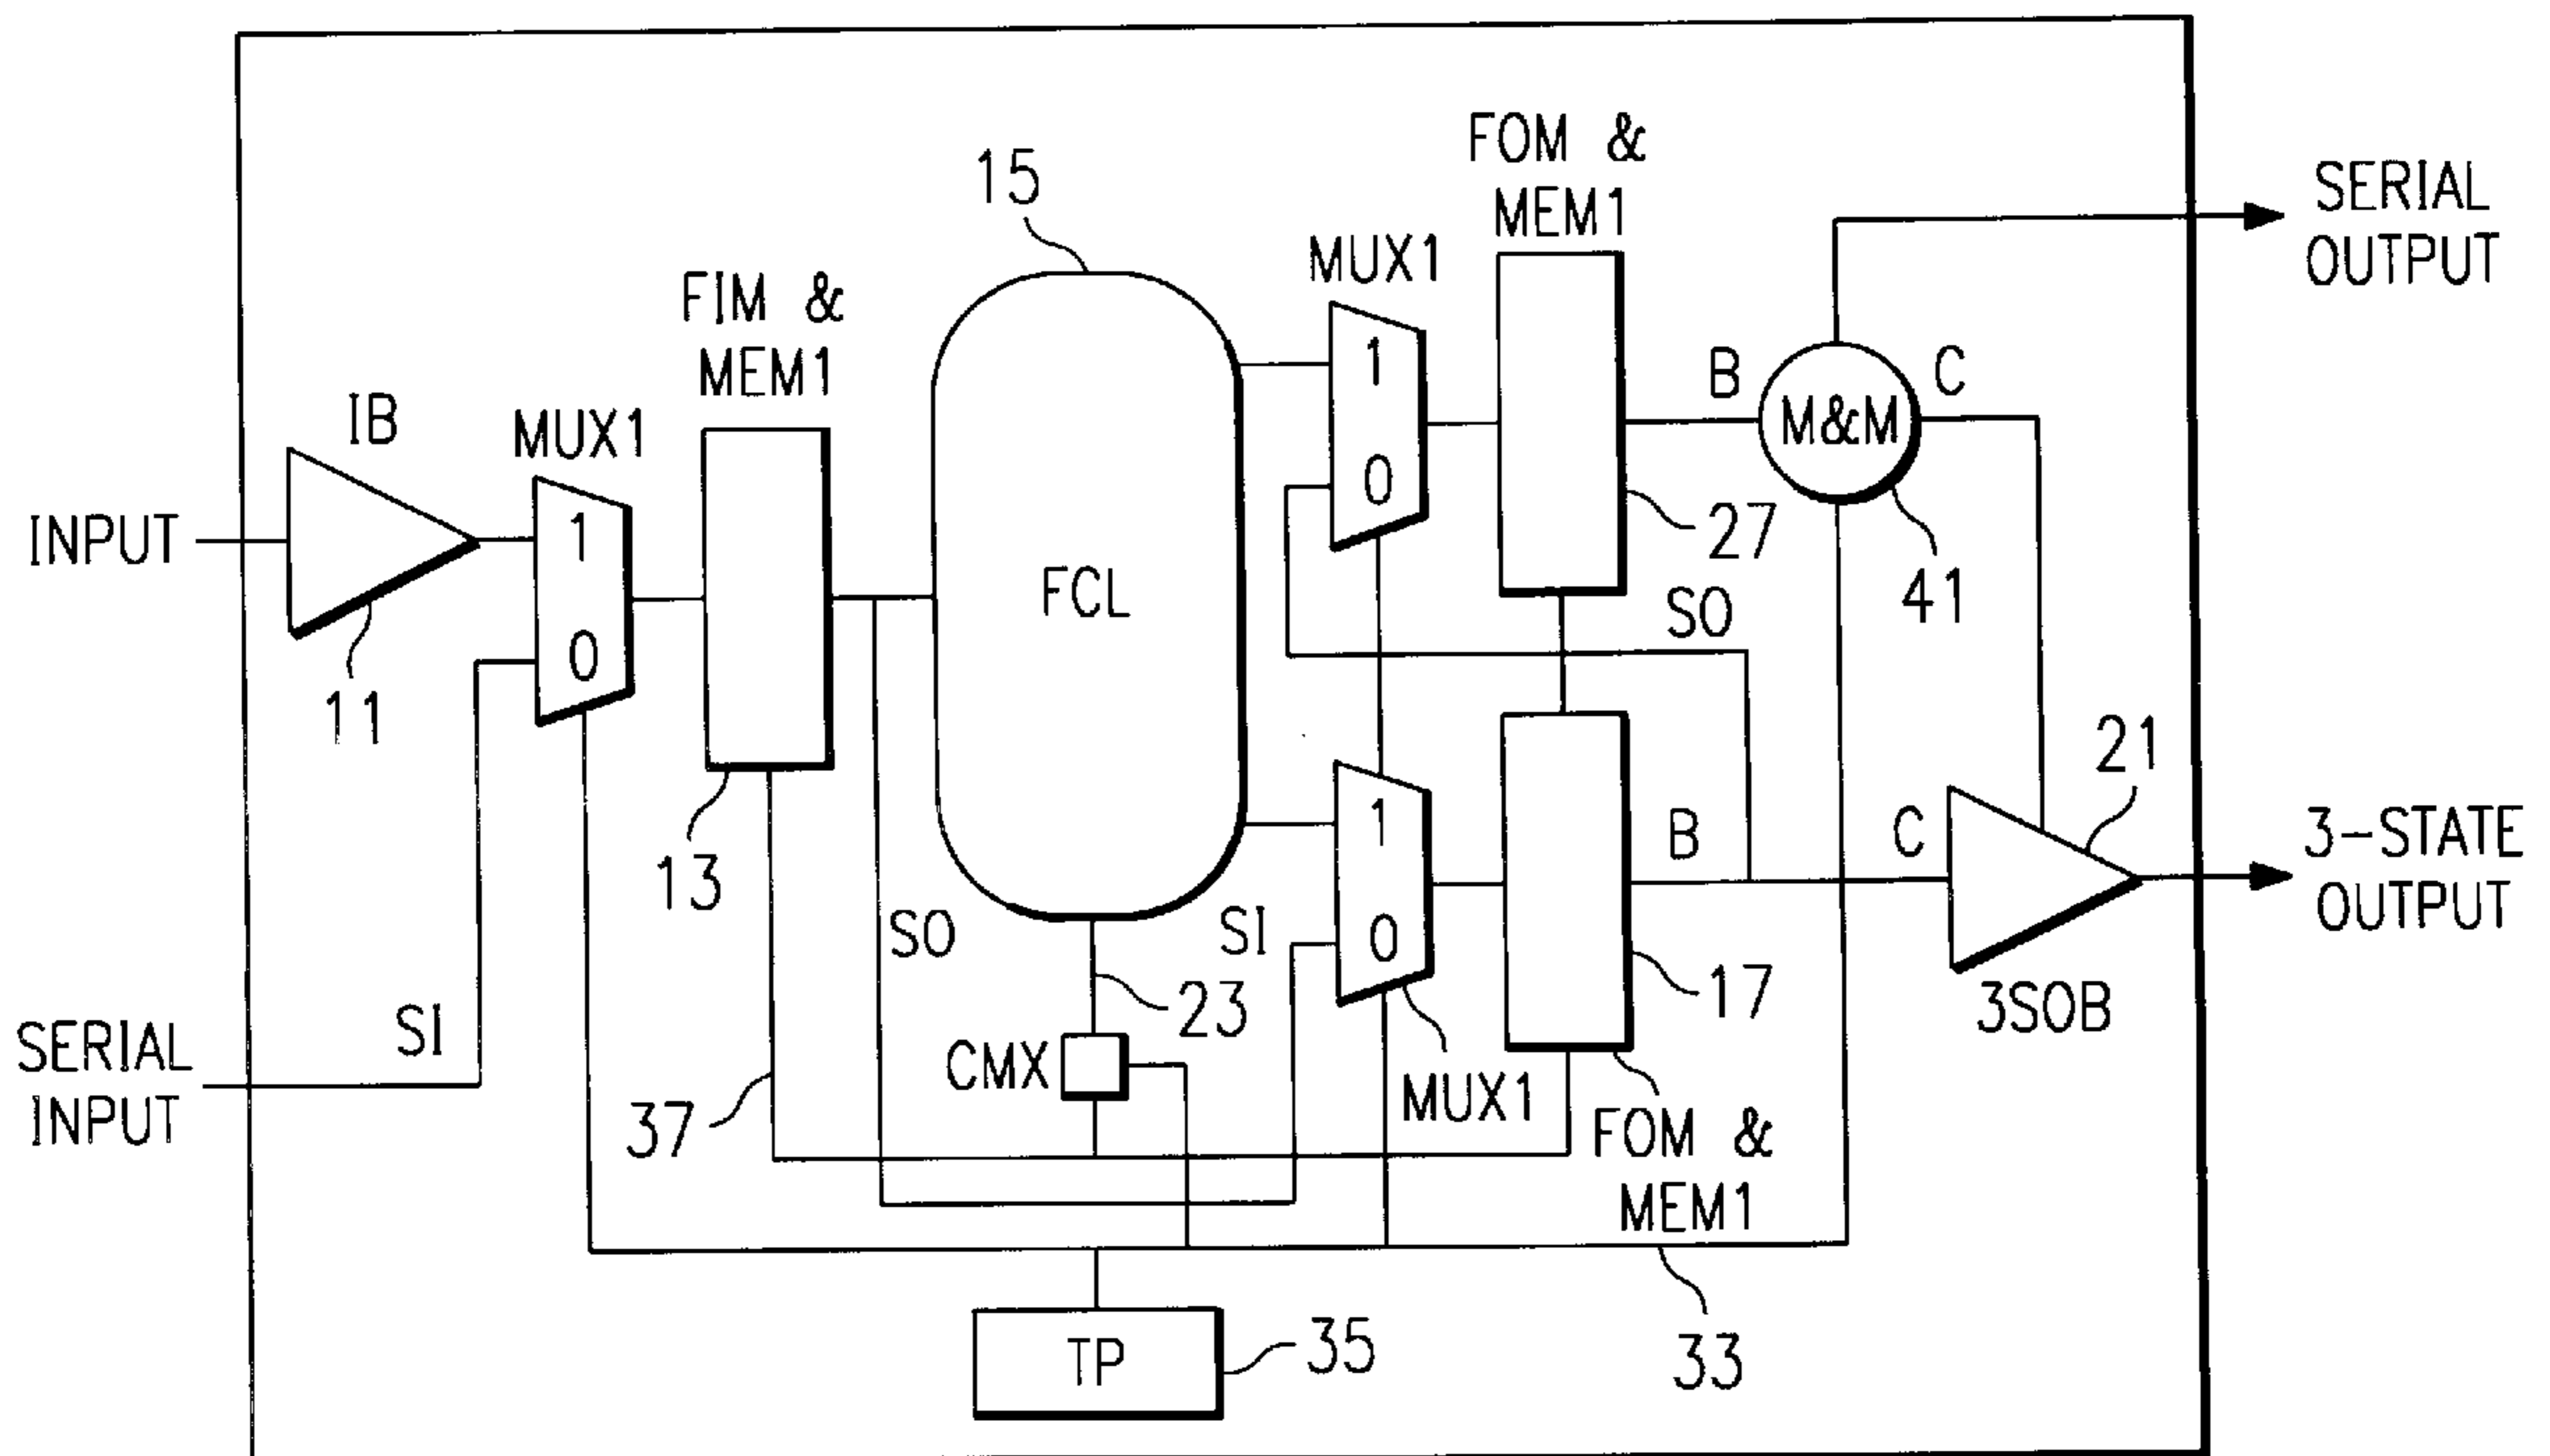 15
FOM &
MEM1
SERIAL
OUTPUT
MUX1
FIM &
MEM1
1
0
B
C
M&M
IB
MUX1
INPUT
1
0
FCL
27
41
SO
11
13
21
1
0
B
C
3-STATE
OUTPUT
SO
SI
23
17
3SOB
SI
SERIAL
INPUT
CMX
MUX1
37
FOM &
MEM1
TP
35
33